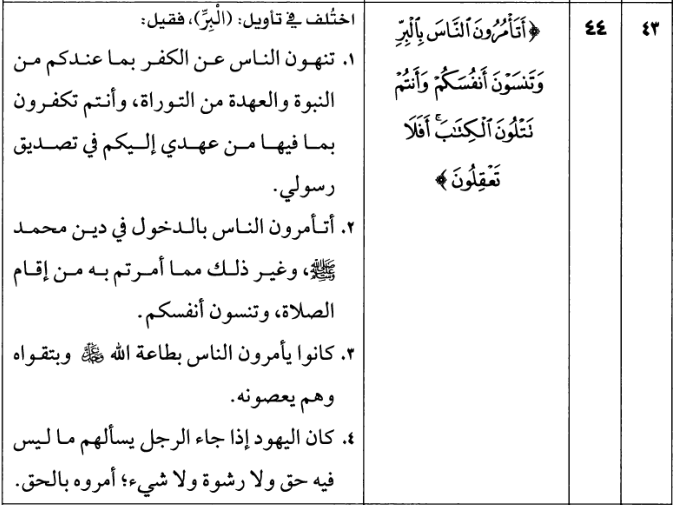 ٤٣
٤٤
﴿أَتَأْمُرُونَ ٱلنَّاسَ بِٱلْبِرِّ
وَتَنسَوْنَ أَنفُسَكُمْ وَأَنتُمْ
تَتْلُونَ ٱلْكِتَٰبَ ۚ أَفَلَا
تَعْقِلُونَ﴾
اختُلف في تأويل: (الْبِرِّ)، فقيل:
١. تنهون الناس عن الكفر بما عندكم من
النبوة والعهدة من التوراة، وأنتم تكفرون
بما فيها من عهدي إليكم في تصديق
رسولي.
٢. أتأمرون الناس بالدخول في دين محمد
ﷺ، وغير ذلك مما أمرتم به من إقام
الصلاة، وتنسون أنفسكم.
٣. كانوا يأمرون الناس بطاعة الله وبتقواه
وهم يعصونه.
٤. كان اليهود إذا جاء الرجل يسألهم ما ليس
فيه حق ولا رشوة ولا شيء؛ أمروه بالحق.